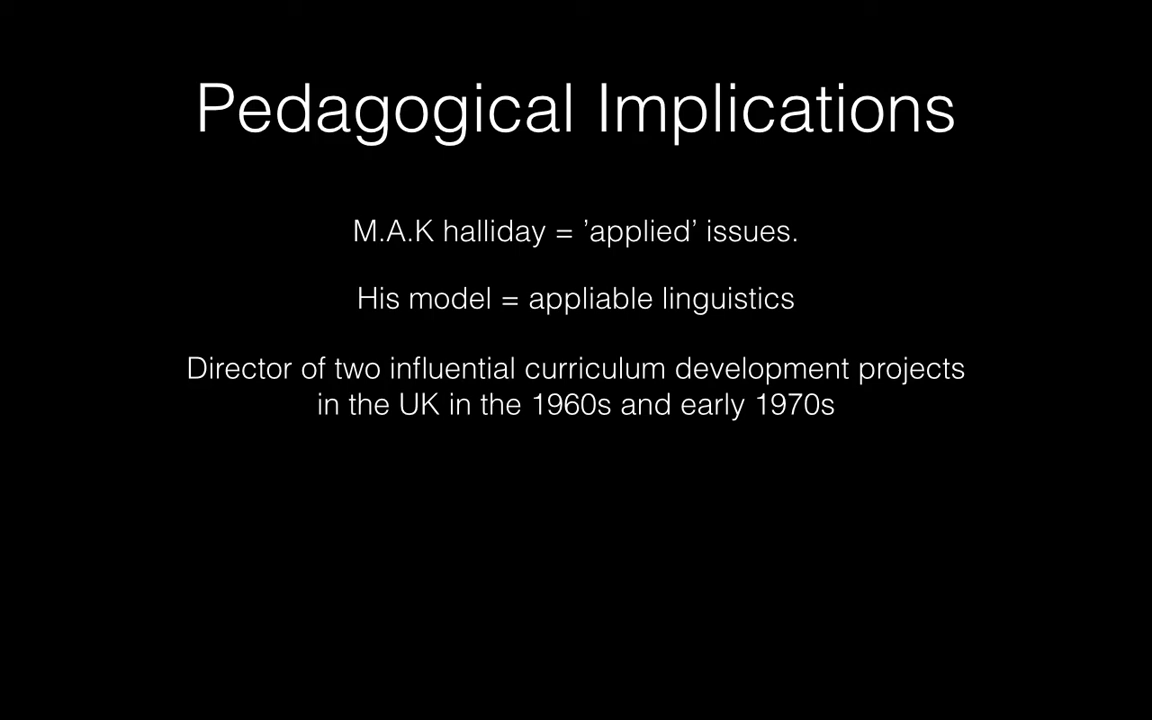 Pedagogical Implications
M.A.K halliday = ’applied’ issues.
His model = appliable linguistics
Director of two influential curriculum development projects
in the UK in the 1960s and early 1970s